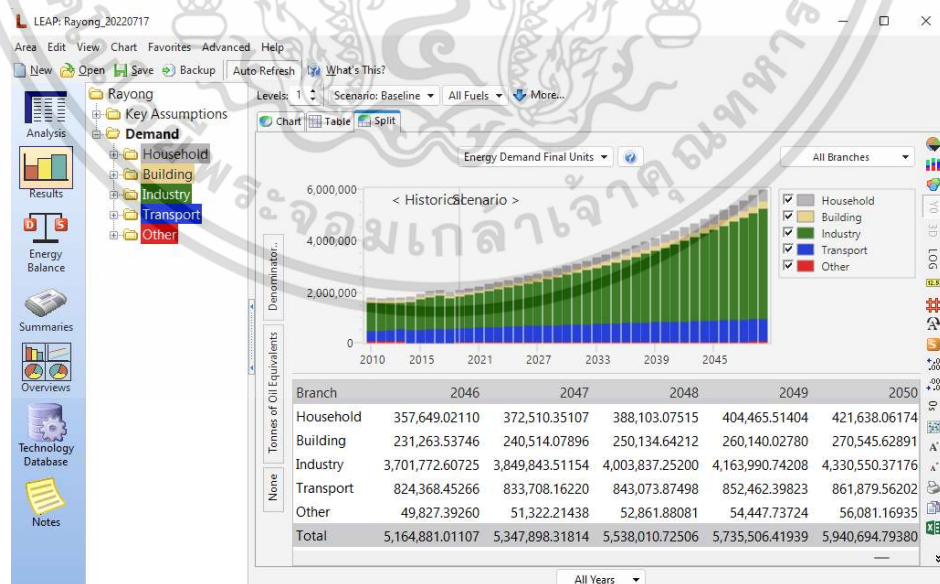 LEAP: Rayong_20220717
Area Edit View Chart Favorites Advanced Help
New Open Save Backup Auto Refresh What's This?
Analysis
Results
Energy
Balance
Summaries
Overviews
Technology
Database
Notes
Rayong
Key Assumptions
Demand
Household
Building
Industry
Transport
Other
Levels: 1 Scenario: Baseline All Fuels More...
Chart Table Split
Energy Demand Final Units All Branches
Denominator..
Tonnes of Oil Equivalents
None
6,000,000
4,000,000
2,000,000
0
< Historic Scenario >
2010 2015 2021 2027 2033 2039 2045
Household
Building
Industry
Transport
Other
Branch 2046 2047 2048 2049 2050
Household 357,649.02110 372,510.35107 388,103.07515 404,465.51404 421,638.06174
Building 231,263.53746 240,514.07896 250,134.64212 260,140.02780 270,545.62891
Industry 3,701,772.60725 3,849,843.51154 4,003,837.25200 4,163,990.74208 4,330,550.37176
Transport 824,368.45266 833,708.16220 843,073.87498 852,462.39823 861,879.56202
Other 49,827.39260 51,322.21438 52,861.88081 54,447.73724 56,081.16935
Total 5,164,881.01107 5,347,898.31814 5,538,010.72506 5,735,506.41939 5,940,694.79380
All Years
3D
LOG